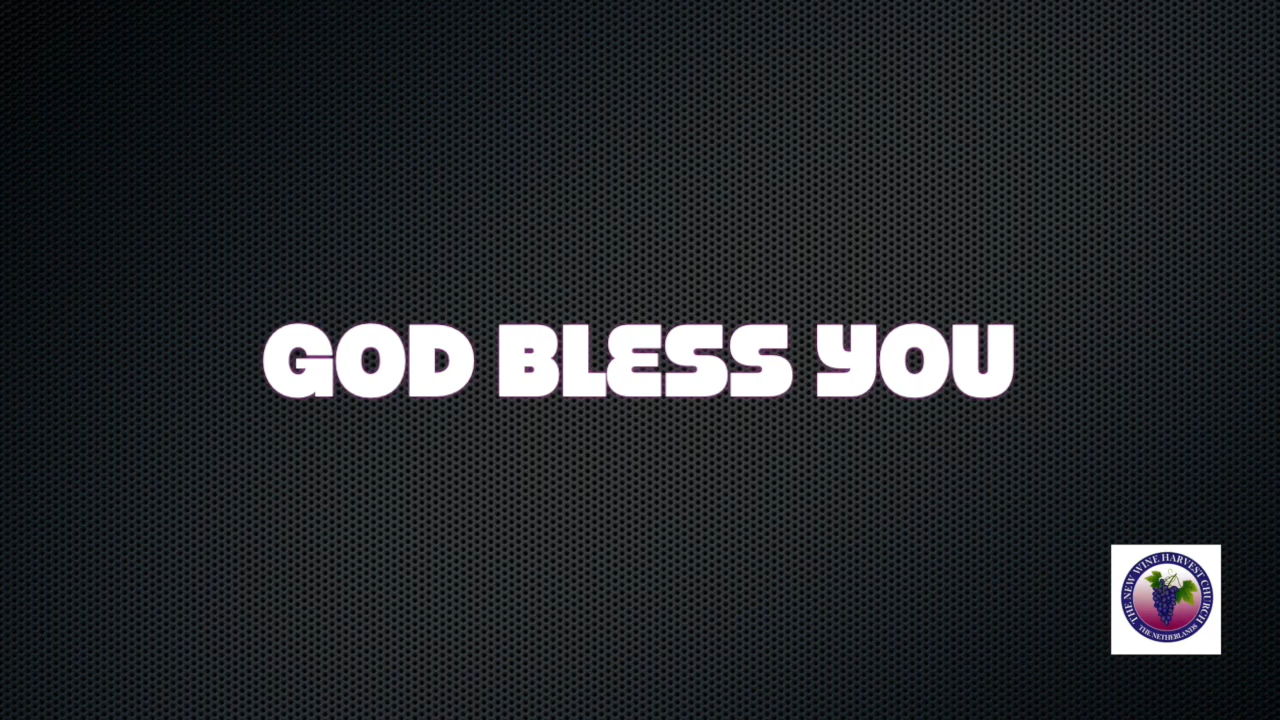 GOD BLESS YOU
THE NEW WINE HARVEST CHURCH
THE NETHERLANDS